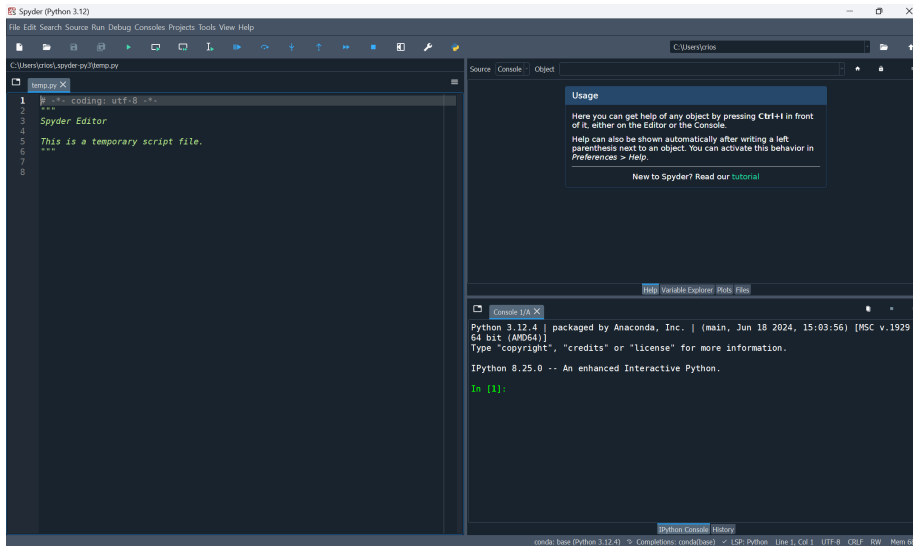 Spyder (Python 3.12)
File Edit Search Source Run Debug Consoles Projects Tools View Help
C:\Users\crios
C:\Users\crios\.spyder-py3\temp.py
temp.py
1 # -*- coding: utf-8 -*-
2 """
3 Spyder Editor
4
5 This is a temporary script file.
6 """
7
8
Source Console Object
Usage
Here you can get help of any object by pressing Ctrl+I in front
of it, either on the Editor or the Console.
Help can also be shown automatically after writing a left
parenthesis next to an object. You can activate this behavior in
Preferences > Help.
New to Spyder? Read our tutorial
Help Variable Explorer Plots Files
Console 1/A
Python 3.12.4 | packaged by Anaconda, Inc. | (main, Jun 18 2024, 15:03:56) [MSC v.1929
64 bit (AMD64)]
Type "copyright", "credits" or "license" for more information.
IPython 8.25.0 -- An enhanced Interactive Python.
In [1]:
IPython Console History
conda: base (Python 3.12.4) Completions: conda(base) LSP: Python Line 1, Col 1 UTF-8 CRLF RW Mem